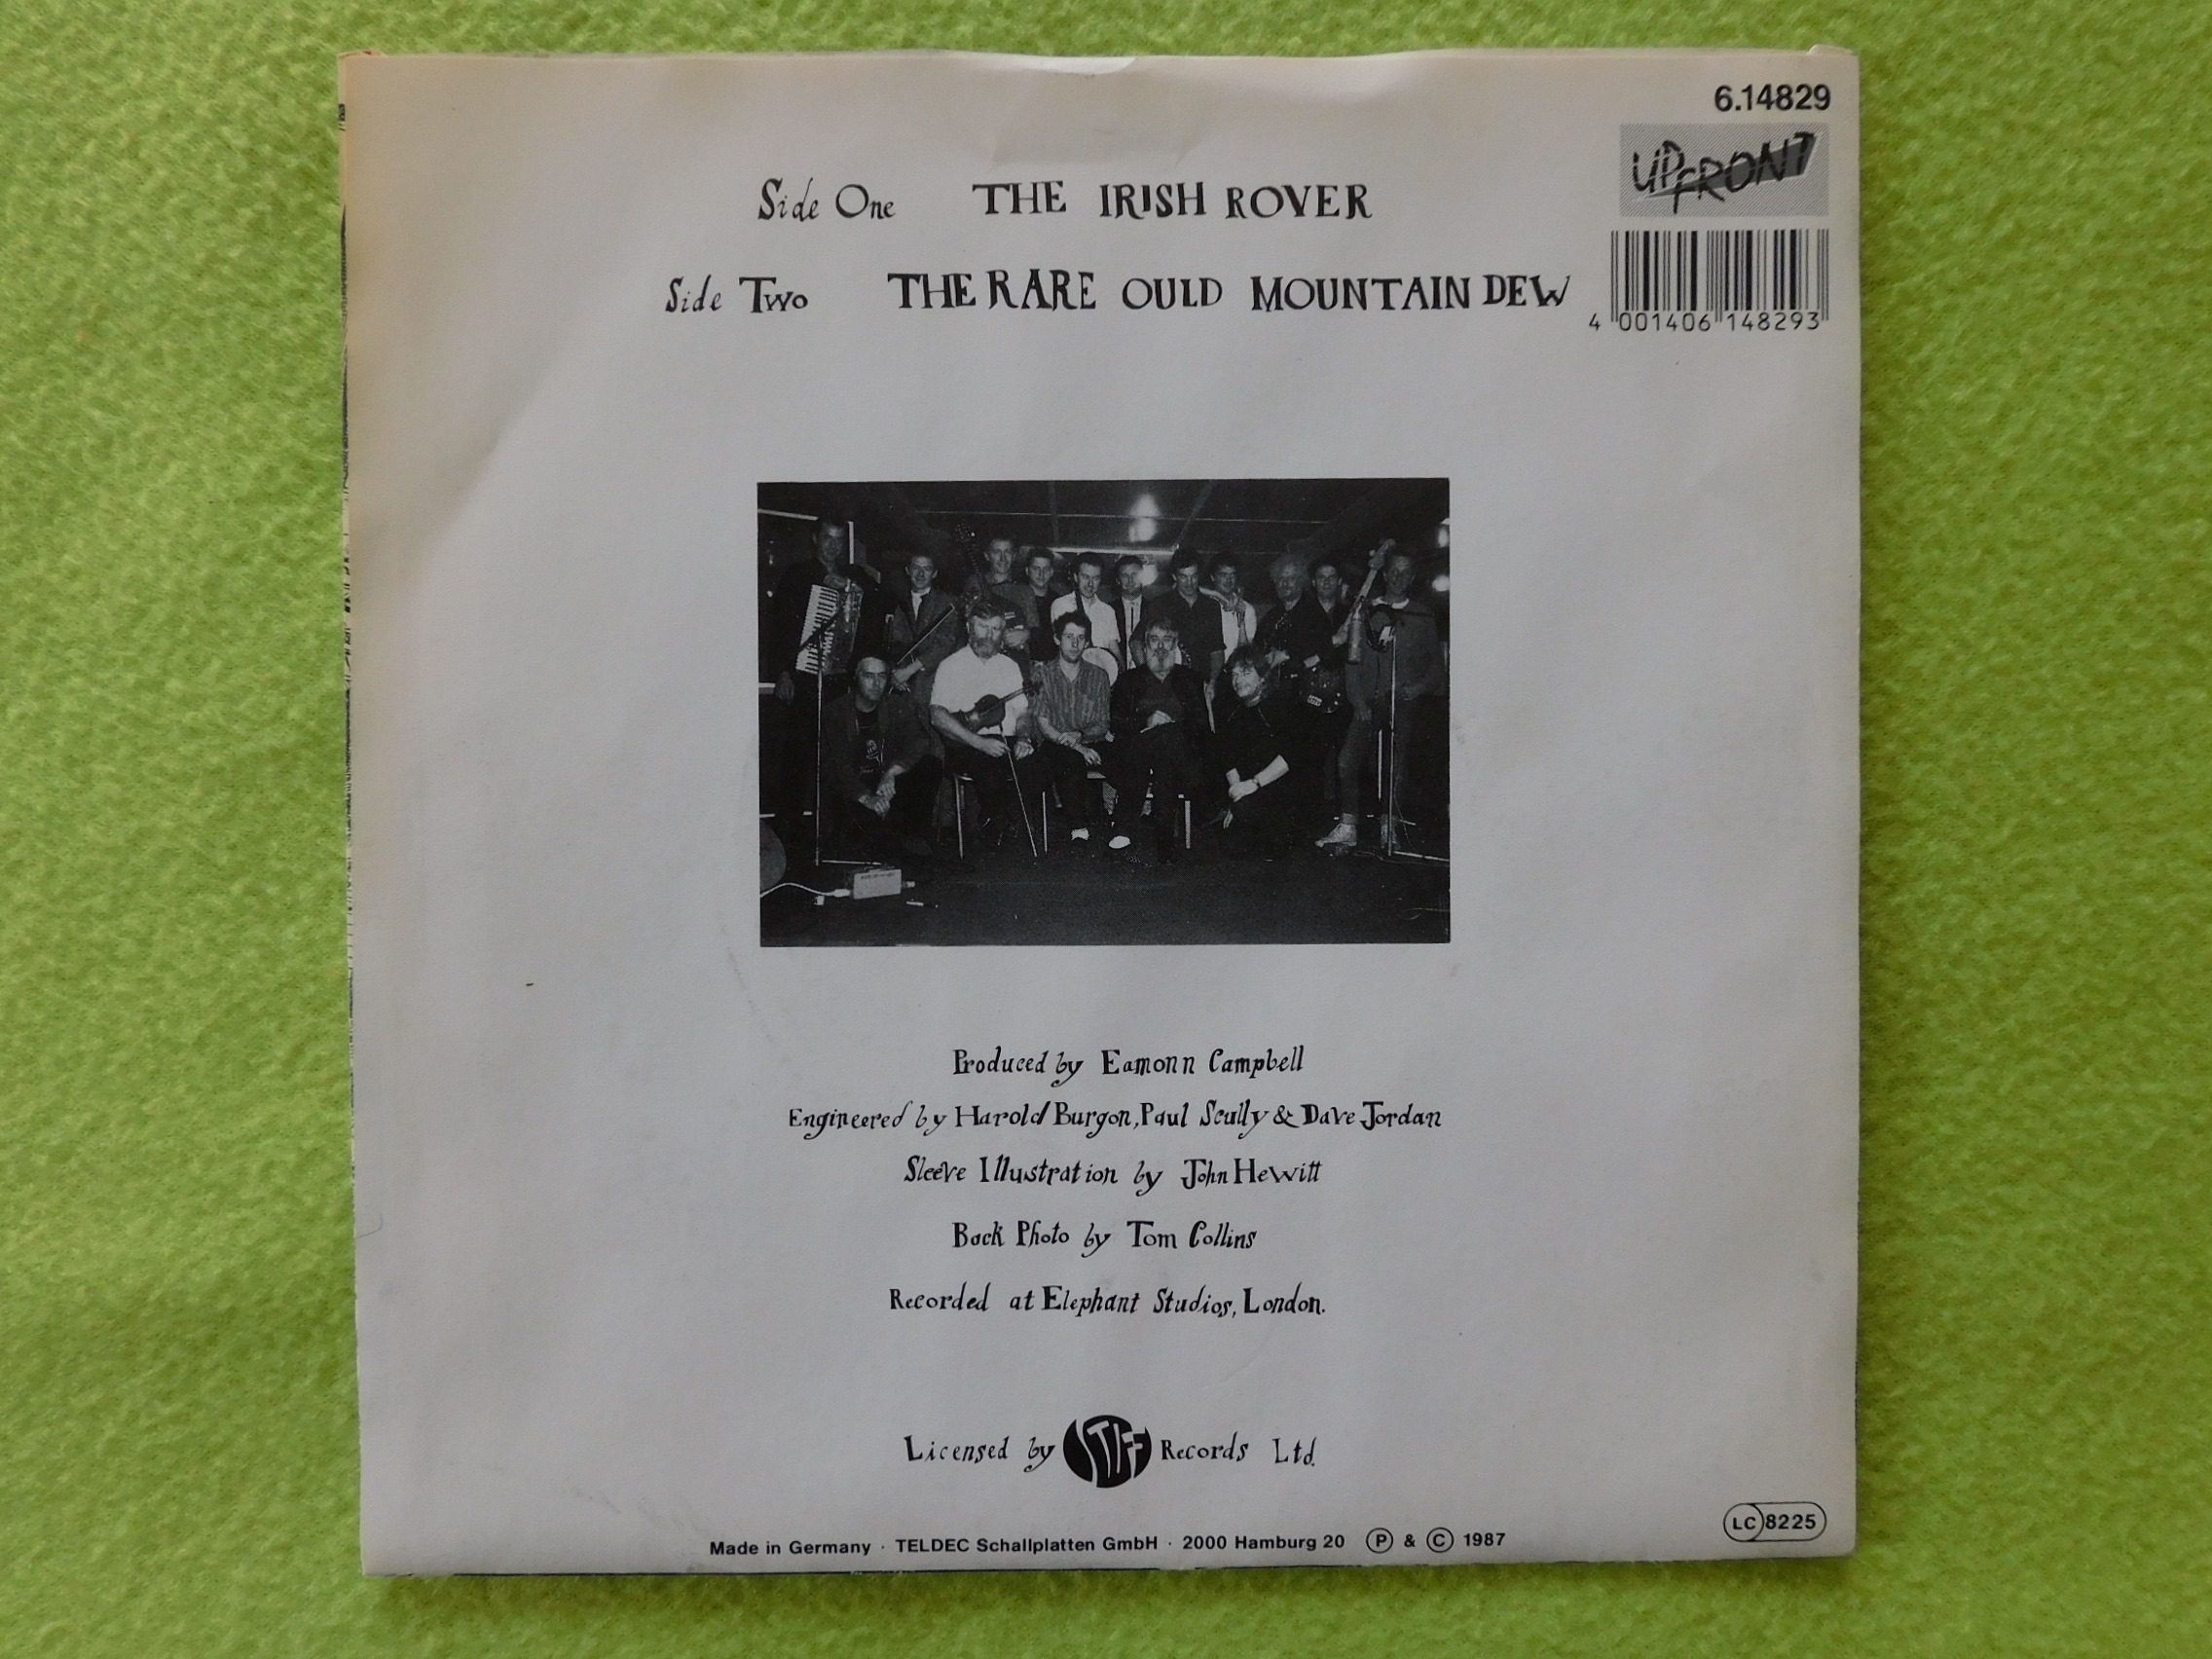 6.14829
UPFRONT
Side One THE IRISH ROVER
Side Two THE RARE OULD MOUNTAIN DEW
4 001406 148293
Produced by Eamonn Campbell
Engineered by Harold Burgon, Paul Scully & Dave Jordan
Sleeve Illustration by John Hewitt
Back Photo by Tom Collins
Recorded at Elephant Studios, London.
Licensed by STIFF Records Ltd.
Made in Germany · TELDEC Schallplatten GmbH · 2000 Hamburg 20 Ⓟ & Ⓒ 1987
LC 8225